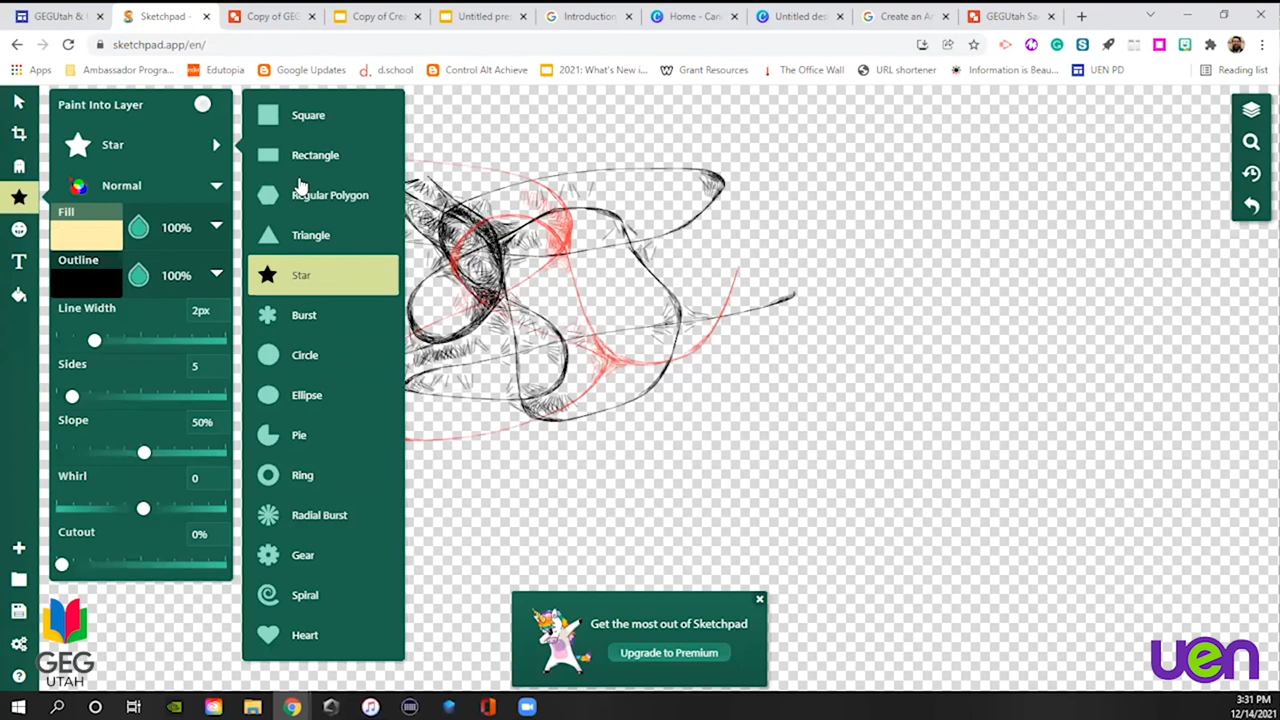 GEGUtah &
Sketchpad -
Copy of GEG
Copy of Crea
Untitled pre
Introduction
Home - Can
Untitled des
Create an Ar
GEGUtah Sa
sketchpad.app/en/
Apps
Ambassador Progra...
Edutopia
Google Updates
d.school
Control Alt Achieve
2021: What's New i...
Grant Resources
The Office Wall
URL shortener
Information is Beau...
UEN PD
Reading list
Paint Into Layer
Star
Normal
Fill
100%
Outline
100%
Line Width
2px
Sides
5
Slope
50%
Whirl
0
Cutout
0%
Square
Rectangle
Regular Polygon
Triangle
Star
Burst
Circle
Ellipse
Pie
Ring
Radial Burst
Gear
Spiral
Heart
Get the most out of Sketchpad
Upgrade to Premium
GEG
UTAH
uen
3:31 PM
12/14/2021